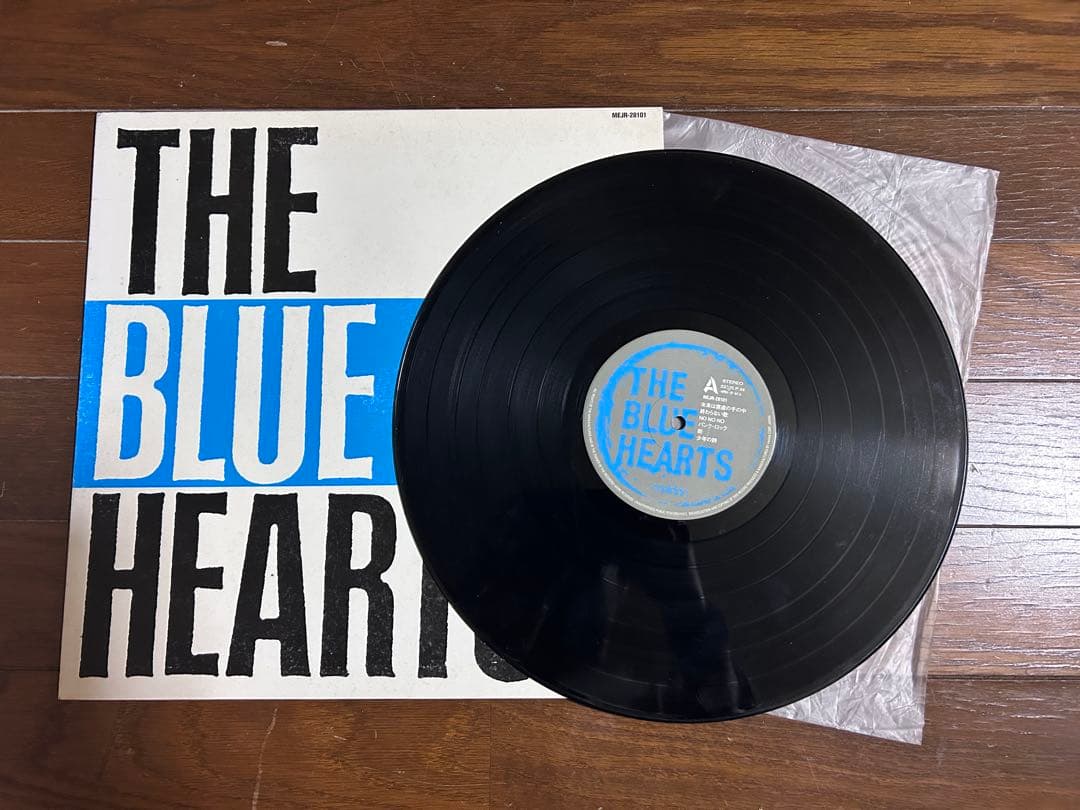 MEJR-28101
THE
BLUE
HEARTS
THE
BLUE
HEARTS
A
STEREO
MEJR-28101
未来は僕等の手の中
終わらない歌
NO NO NO
パンク・ロック
街
少年の詩